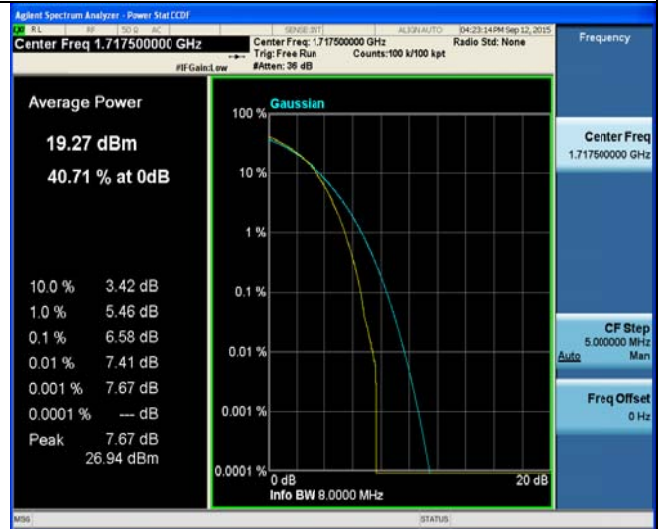 Agilent Spectrum Analyzer - Power Stat CCDF
RL RF 50 Ω AC SENSE:INT ALIGN AUTO 04:23:14 PM Sep 12, 2015
Center Freq 1.717500000 GHz
Center Freq: 1.717500000 GHz
Radio Std: None
Trig: Free Run
Counts:100 k/100 kpt
#IFGain:Low
#Atten: 36 dB
Frequency
Average Power
19.27 dBm
40.71 % at 0dB
10.0 % 3.42 dB
1.0 % 5.46 dB
0.1 % 6.58 dB
0.01 % 7.41 dB
0.001 % 7.67 dB
0.0001 % --- dB
Peak 7.67 dB
26.94 dBm
Gaussian
100 %
10 %
1 %
0.1 %
0.01 %
0.001 %
0.0001 %
0 dB
20 dB
Info BW 8.0000 MHz
Center Freq
1.717500000 GHz
CF Step
5.000000 MHz
Auto Man
Freq Offset
0 Hz
MSG
STATUS